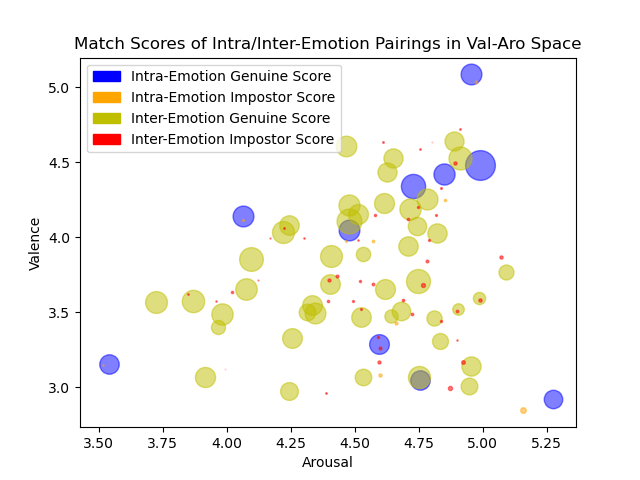 Match Scores of Intra/Inter-Emotion Pairings in Val-Aro Space
Intra-Emotion Genuine Score
Intra-Emotion Impostor Score
Inter-Emotion Genuine Score
Inter-Emotion Impostor Score
5.0
4.5
4.0
3.5
3.0
Valence
3.50 3.75 4.00 4.25 4.50 4.75 5.00 5.25
Arousal